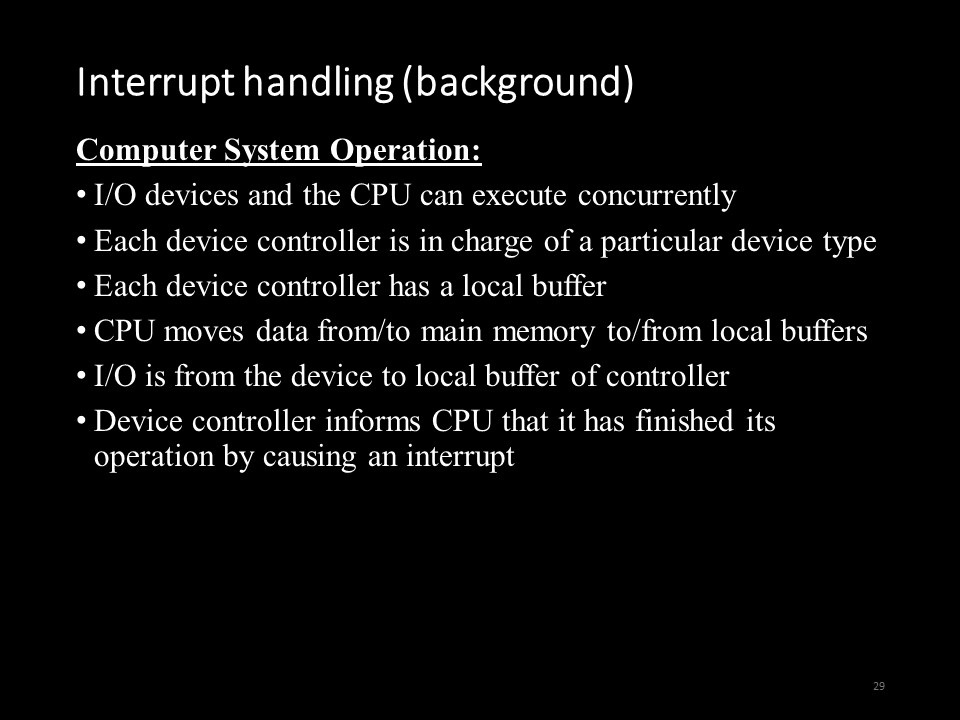 Interrupt handling (background)
Computer System Operation:
• I/O devices and the CPU can execute concurrently
• Each device controller is in charge of a particular device type
• Each device controller has a local buffer
• CPU moves data from/to main memory to/from local buffers
• I/O is from the device to local buffer of controller
• Device controller informs CPU that it has finished its
operation by causing an interrupt
29